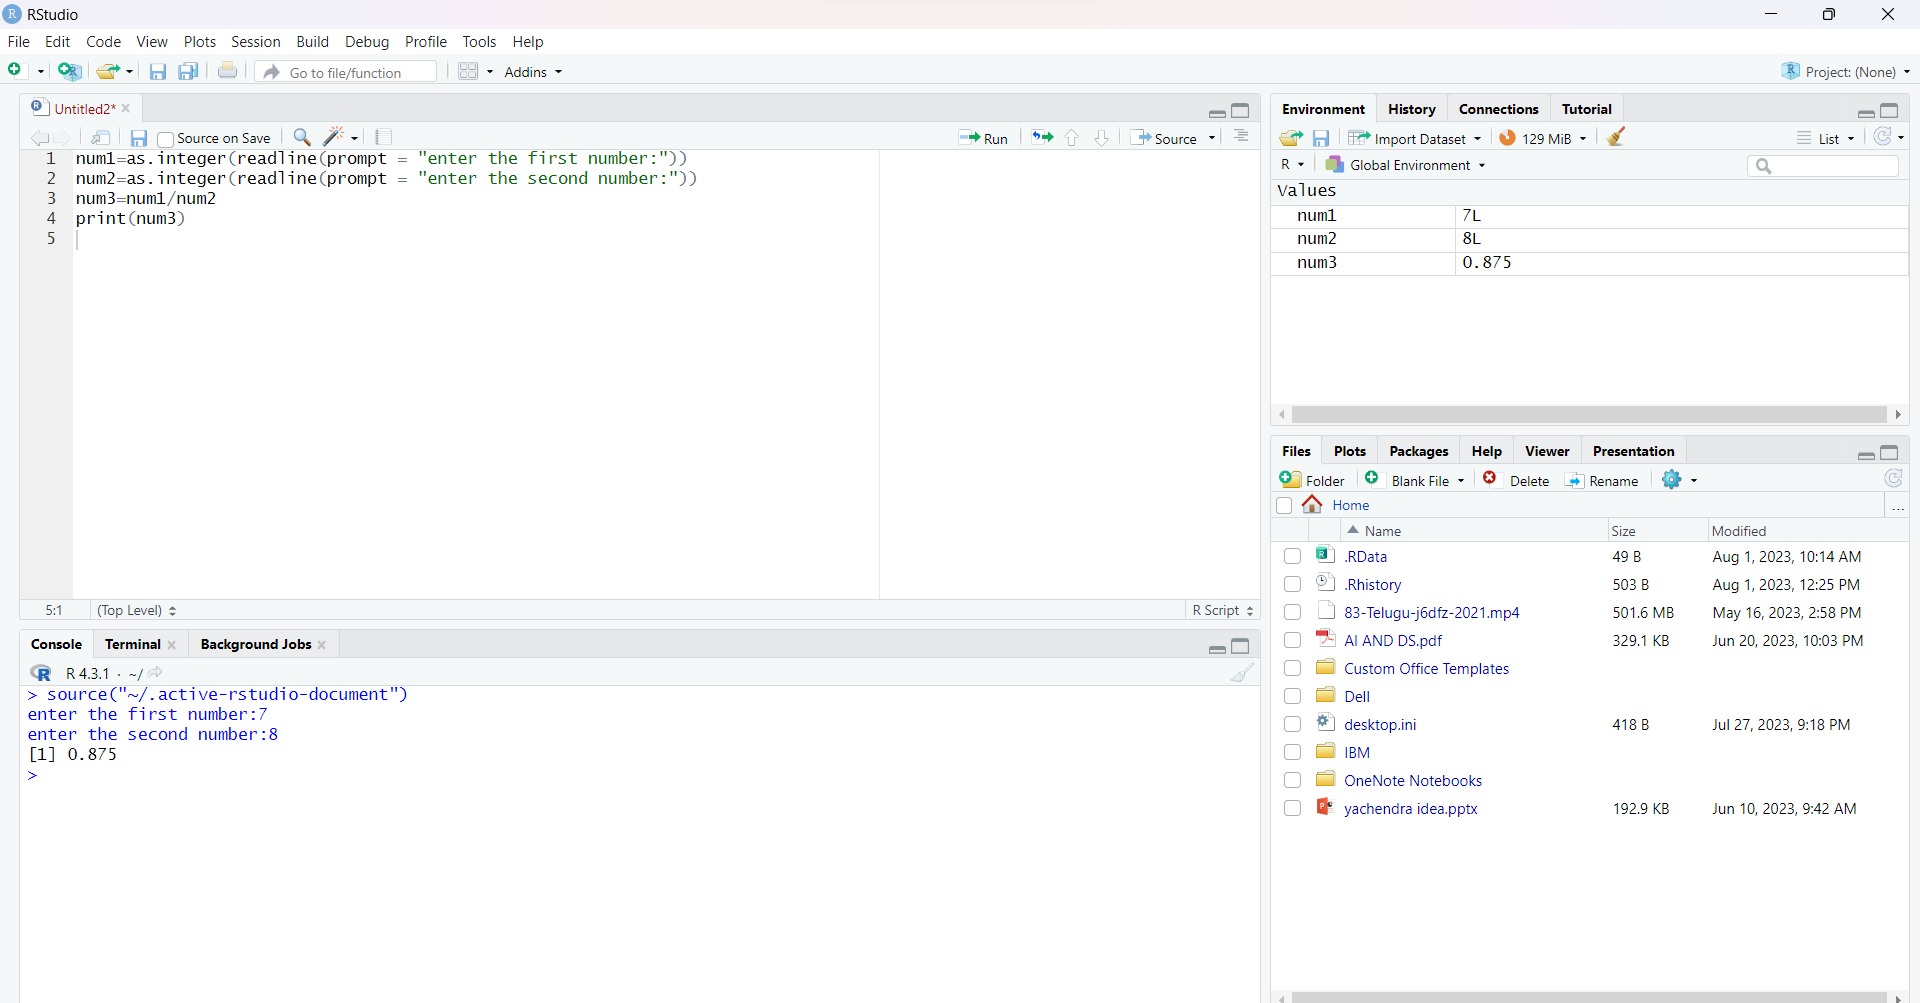 RStudio
File Edit Code View Plots Session Build Debug Profile Tools Help
Go to file/function Addins Project: (None)
Untitled2*
Source on Save Run Source
1 num1=as.integer(readline(prompt = "enter the first number:"))
2 num2=as.integer(readline(prompt = "enter the second number:"))
3 num3=num1/num2
4 print(num3)
5
5:1 (Top Level) R Script
Console Terminal Background Jobs
R 4.3.1 · ~/
> source("~/.active-rstudio-document")
enter the first number:7
enter the second number:8
[1] 0.875
>
Environment History Connections Tutorial
Import Dataset 129 MiB List
R Global Environment
Values
num1 7L
num2 8L
num3 0.875
Files Plots Packages Help Viewer Presentation
Folder Blank File Delete Rename
Home ...
Name Size Modified
.RData 49 B Aug 1, 2023, 10:14 AM
.Rhistory 503 B Aug 1, 2023, 12:25 PM
83-Telugu-j6dfz-2021.mp4 501.6 MB May 16, 2023, 2:58 PM
AI AND DS.pdf 329.1 KB Jun 20, 2023, 10:03 PM
Custom Office Templates
Dell
desktop.ini 418 B Jul 27, 2023, 9:18 PM
IBM
OneNote Notebooks
yachendra idea.pptx 192.9 KB Jun 10, 2023, 9:42 AM